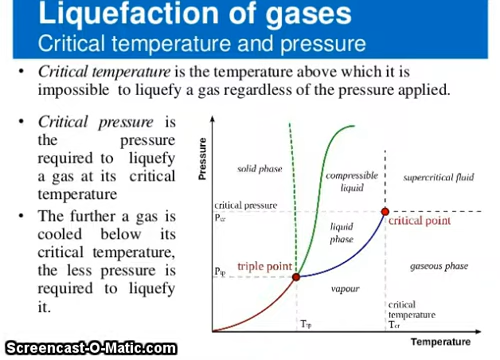 Liquefaction of gases
Critical temperature and pressure
• Critical temperature is the temperature above which it is
impossible to liquefy a gas regardless of the pressure applied.
• Critical pressure is
the pressure
required to liquefy
a gas at its critical
temperature
• The further a gas is
cooled below its
critical temperature,
the less pressure is
required to liquefy
it.
Pressure
solid phase
compressible
liquid
supercritical fluid
critical pressure
Pcr
critical point
liquid
phase
triple point
Ptp
gaseous phase
vapour
critical
temperature
Ttp
Tcr
Temperature
Screencast-O-Matic.com